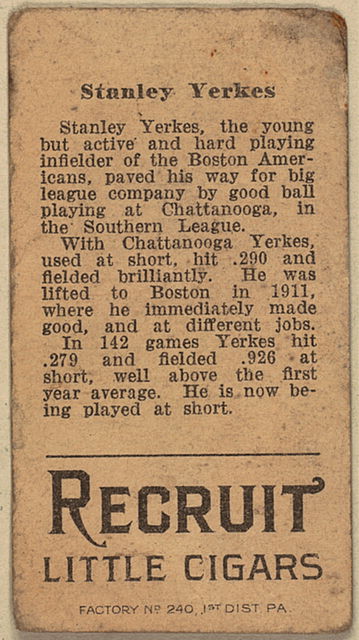 Stanley Yerkes
Stanley Yerkes, the young
but active and hard playing
infielder of the Boston Amer-
icans, paved his way for big
league company by good ball
playing at Chattanooga, in
the Southern League.
With Chattanooga Yerkes,
used at short, hit .290 and
fielded brilliantly. He was
lifted to Boston in 1911,
where he immediately made
good, and at different jobs.
In 142 games Yerkes hit
.279 and fielded .926 at
short, well above the first
year average. He is now be-
ing played at short.
RECRUIT
LITTLE CIGARS
FACTORY Nº 240, 1ST DIST. PA.